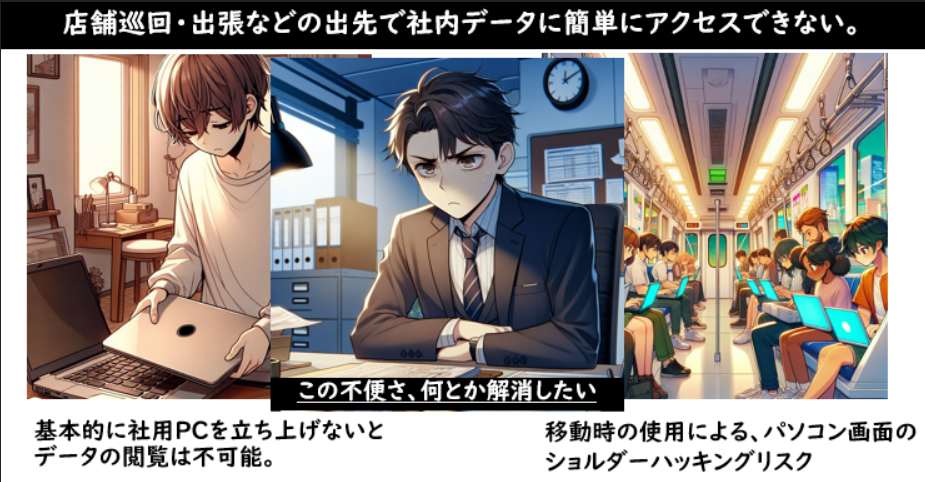 店舗巡回・出張などの出先で社内データに簡単にアクセスできない。
この不便さ、何とか解消したい
基本的に社用PCを立ち上げないと
データの閲覧は不可能。
移動時の使用による、パソコン画面の
ショルダーハッキングリスク